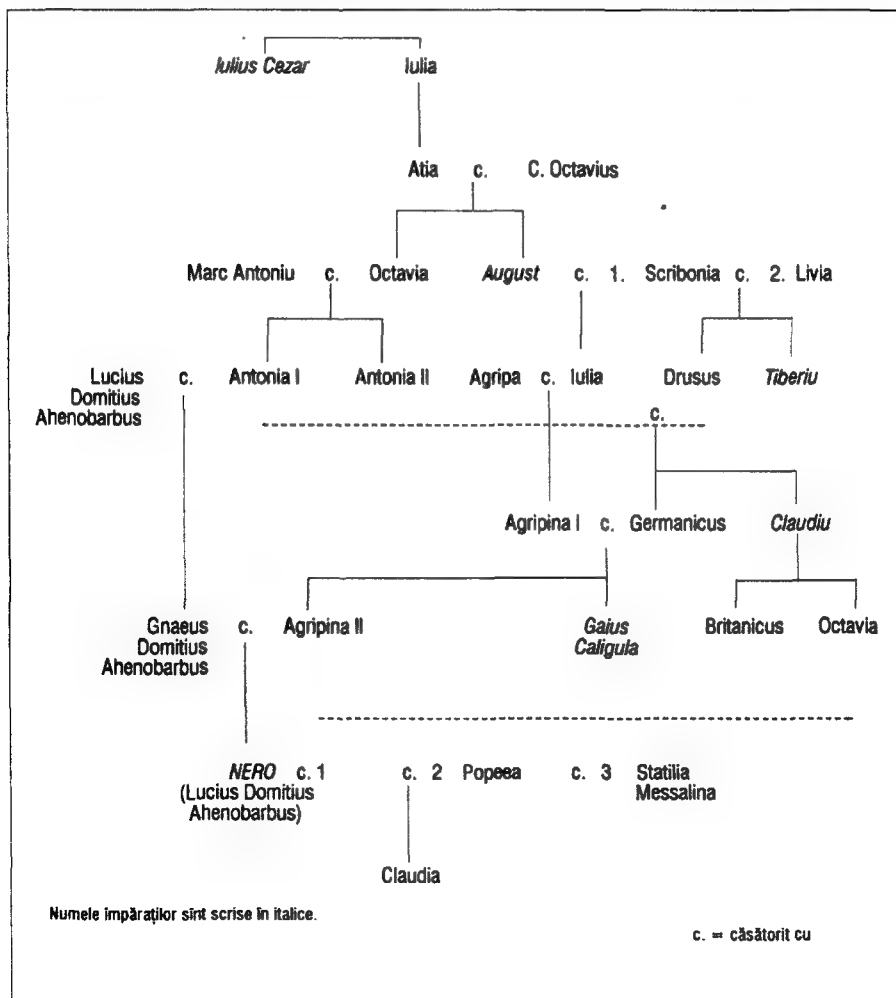 Iulius Cezar Iulia
Atia c. C. Octavius
Marc Antoniu c. Octavia August c. 1. Scribonia c. 2. Livia
Lucius c. Antonia I Antonia II Agripa c. Iulia Drusus Tiberiu
Domitius
Ahenobarbus
c.
Agripina I c. Germanicus Claudiu
Gnaeus c. Agripina II Gaius Britanicus Octavia
Domitius Caligula
Ahenobarbus
NERO c. 1 c. 2 Popeea c. 3 Statilia
(Lucius Domitius Messalina
Ahenobarbus)
Claudia
Numele împăraților sînt scrise în italice.
c. = căsătorit cu